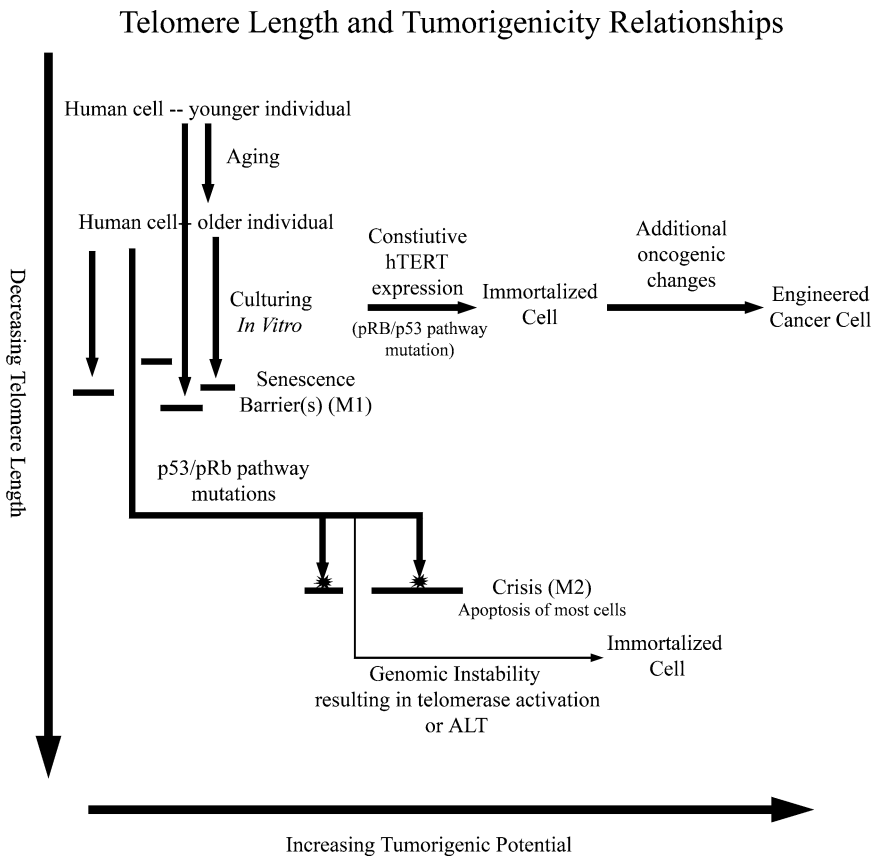 Telomere Length and Tumorigenicity Relationships
Human cell -- younger individual
Aging
Human cell-- older individual
Culturing
In Vitro
Constiutive
hTERT
expression
(pRB/p53 pathway
mutation)
Immortalized
Cell
Additional
oncogenic
changes
Engineered
Cancer Cell
Senescence
Barrier(s) (M1)
p53/pRb pathway
mutations
Crisis (M2)
Apoptosis of most cells
Immortalized
Cell
Genomic Instability
resulting in telomerase activation
or ALT
Decreasing Telomere Length
Increasing Tumorigenic Potential